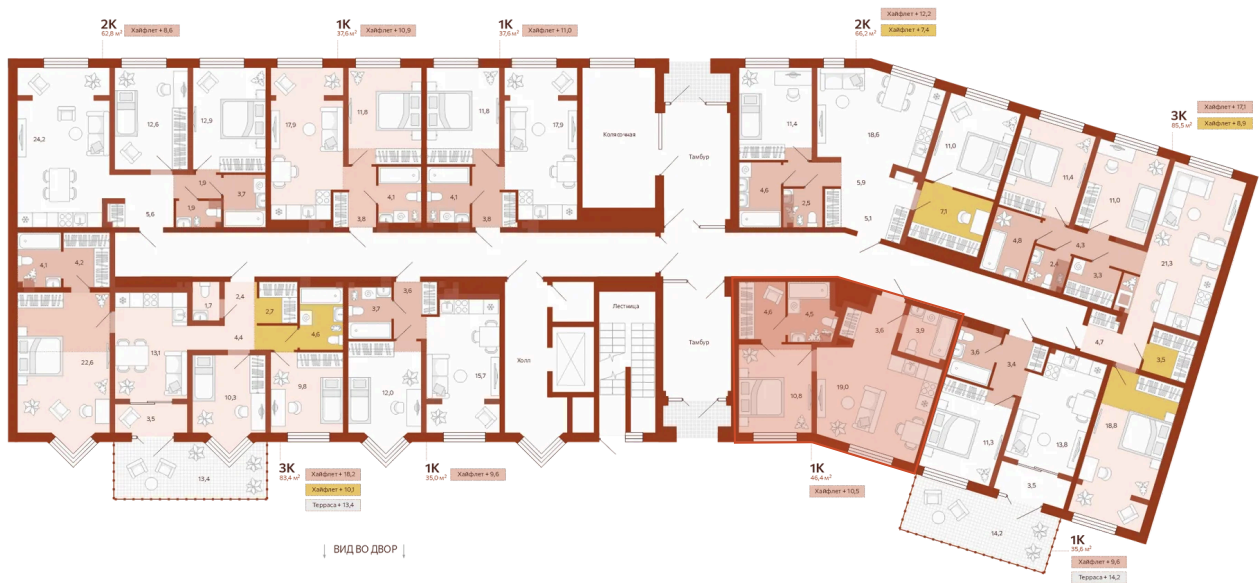 2К
62,8 м²
Хайфлет + 8,6
1К
37,6 м²
Хайфлет + 10,9
1К
37,6 м²
Хайфлет + 11,0
2К
66,2 м²
Хайфлет + 12,2
Хайфлет + 7,4
3К
85,5 м²
Хайфлет + 17,1
Хайфлет + 8,9
24,2
12,6
12,9
17,9
11,8
11,8
17,9
Колясочная
Тамбур
11,4
18,6
11,0
11,4
11,0
21,3
1,9
3,7
1,9
5,6
3,8
4,1
4,1
3,8
4,6
2,5
5,9
5,1
7,1
4,8
4,3
2,4
3,3
4,1
4,2
1,7
2,4
2,7
4,6
4,4
3,7
3,6
22,6
13,1
3,5
10,3
9,8
12,0
15,7
Холл
Лестница
Тамбур
4,6
4,5
3,6
3,9
10,8
19,0
3,6
3,4
4,7
3,5
11,3
13,8
18,8
3,5
13,4
14,2
3К
83,4 м²
Хайфлет + 18,2
Хайфлет + 10,1
Терраса + 13,4
1К
35,0 м²
Хайфлет + 9,6
1К
46,4 м²
Хайфлет + 10,5
1К
35,6 м²
Хайфлет + 9,6
Терраса + 14,2
↓ ВИД ВО ДВОР ↓